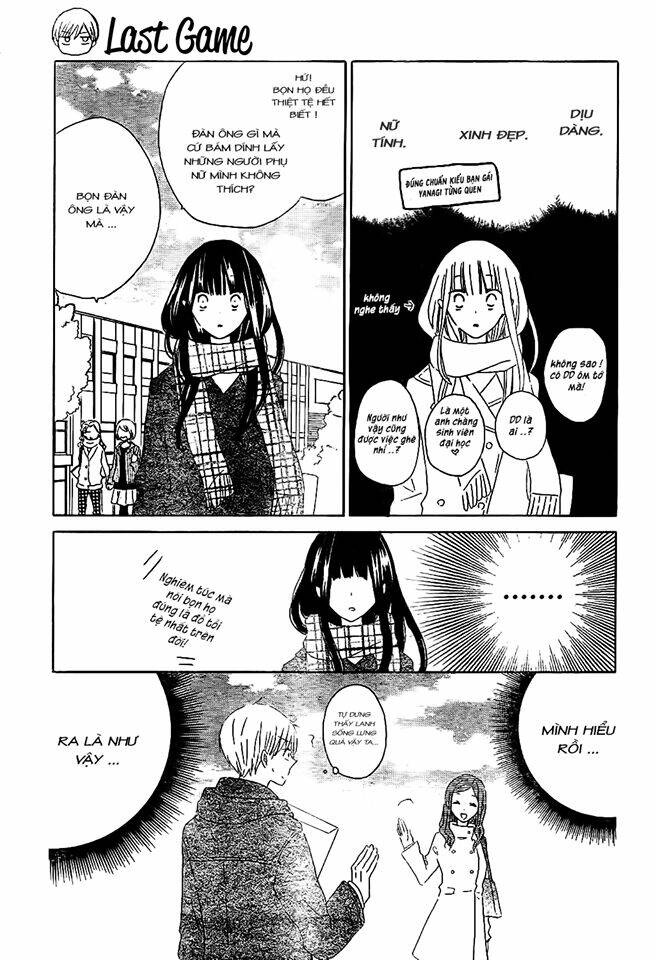 Last Game
DỊU
DÀNG.
XINH ĐẸP.
NỮ
TÍNH.
ĐÚNG CHUẨN KIỂU BẠN GÁI
YANAGI TỪNG QUEN
không
nghe thấy
không sao !
có DD ôm tớ
mà!
DD là
ai ..?
Là một
anh chàng
sinh viên
đại học
Người như
vậy cũng
được việc ghê
nhỉ ..?
HỨ!
BỌN HỌ ĐỀU
THIỆT TỆ HẾT
BIẾT !
ĐÀN ÔNG GÌ MÀ
CỨ BÁM DÍNH LẤY
NHỮNG NGƯỜI PHỤ
NỮ MÌNH KHÔNG
THÍCH?
BỌN ĐÀN
ÔNG LÀ VẬY
MÀ ...
.......
Nghiêm túc mà
nói bọn họ
đúng là đồ tồi
tệ nhất trên
đời!
MÌNH HIỂU
RỒI ...
TỰ DƯNG
THẤY LẠNH
SỐNG LƯNG
QUÁ VẬY TA...
?
RA LÀ NHƯ
VẬY ...